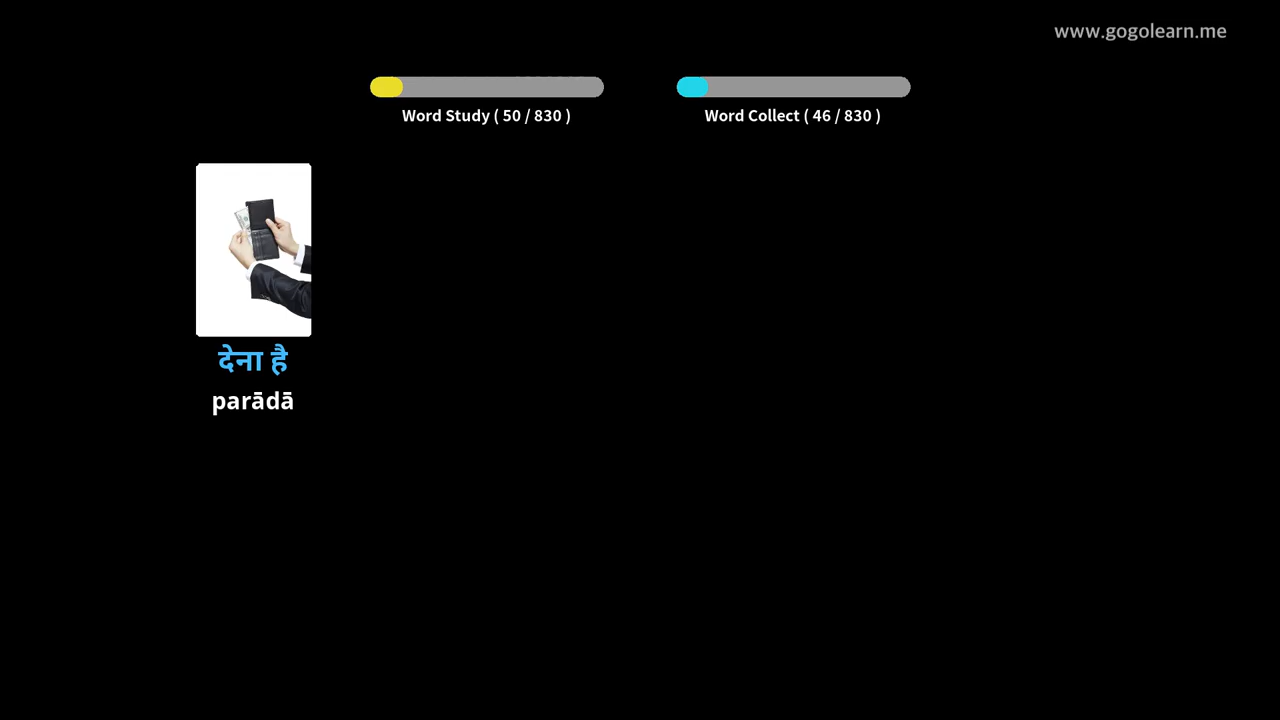 www.gogolearn.me
Word Study ( 50 / 830 )
Word Collect ( 46 / 830 )
देना है
parādā